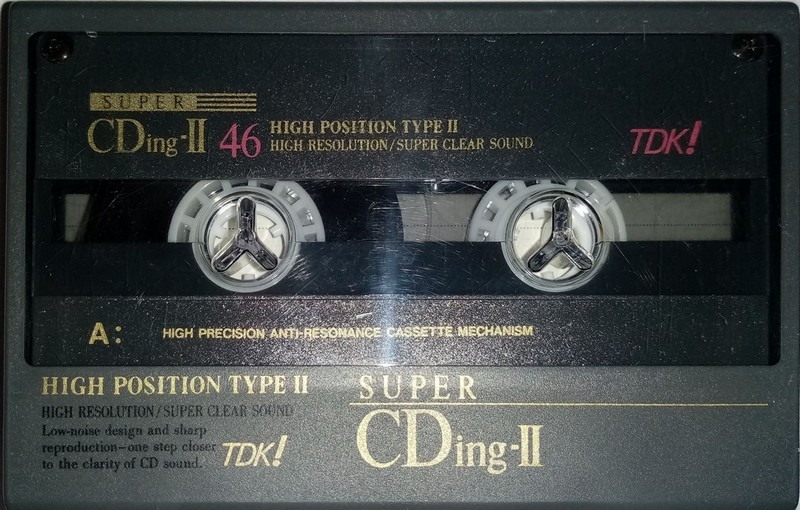 SUPER
CDing-II 46 HIGH POSITION TYPE II
HIGH RESOLUTION/SUPER CLEAR SOUND
TDK!
A: HIGH PRECISION ANTI-RESONANCE CASSETTE MECHANISM
HIGH POSITION TYPE II
HIGH RESOLUTION/SUPER CLEAR SOUND
Low-noise design and sharp
reproduction-one step closer
to the clarity of CD sound.
TDK!
SUPER
CDing-II